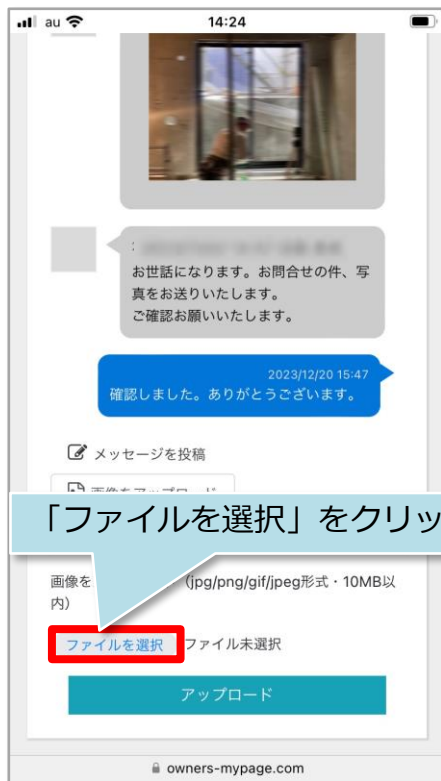 au
14:24
:
お世話になります。お問合せの件、写
真をお送りいたします。
ご確認お願いいたします。
2023/12/20 15:47
確認しました。ありがとうございます。
メッセージを投稿
「ファイルを選択」をクリッ
画像を
(jpg/png/gif/jpeg形式・10MB以
内)
ファイルを選択 ファイル未選択
アップロード
owners-mypage.com